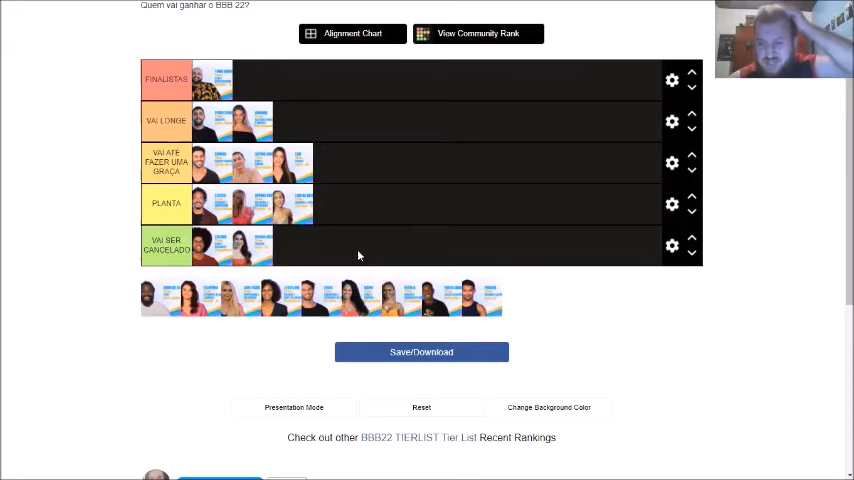 Quem vai ganhar o BBB 22?
Alignment Chart
View Community Rank
FINALISTAS
VAI LONGE
VAI ATE
FAZER UMA
GRAÇA
PLANTA
VAI SER
CANCELADO
Save/Download
Presentation Mode
Reset
Change Background Color
Check out other BBB22 TIERLIST Tier List Recent Rankings